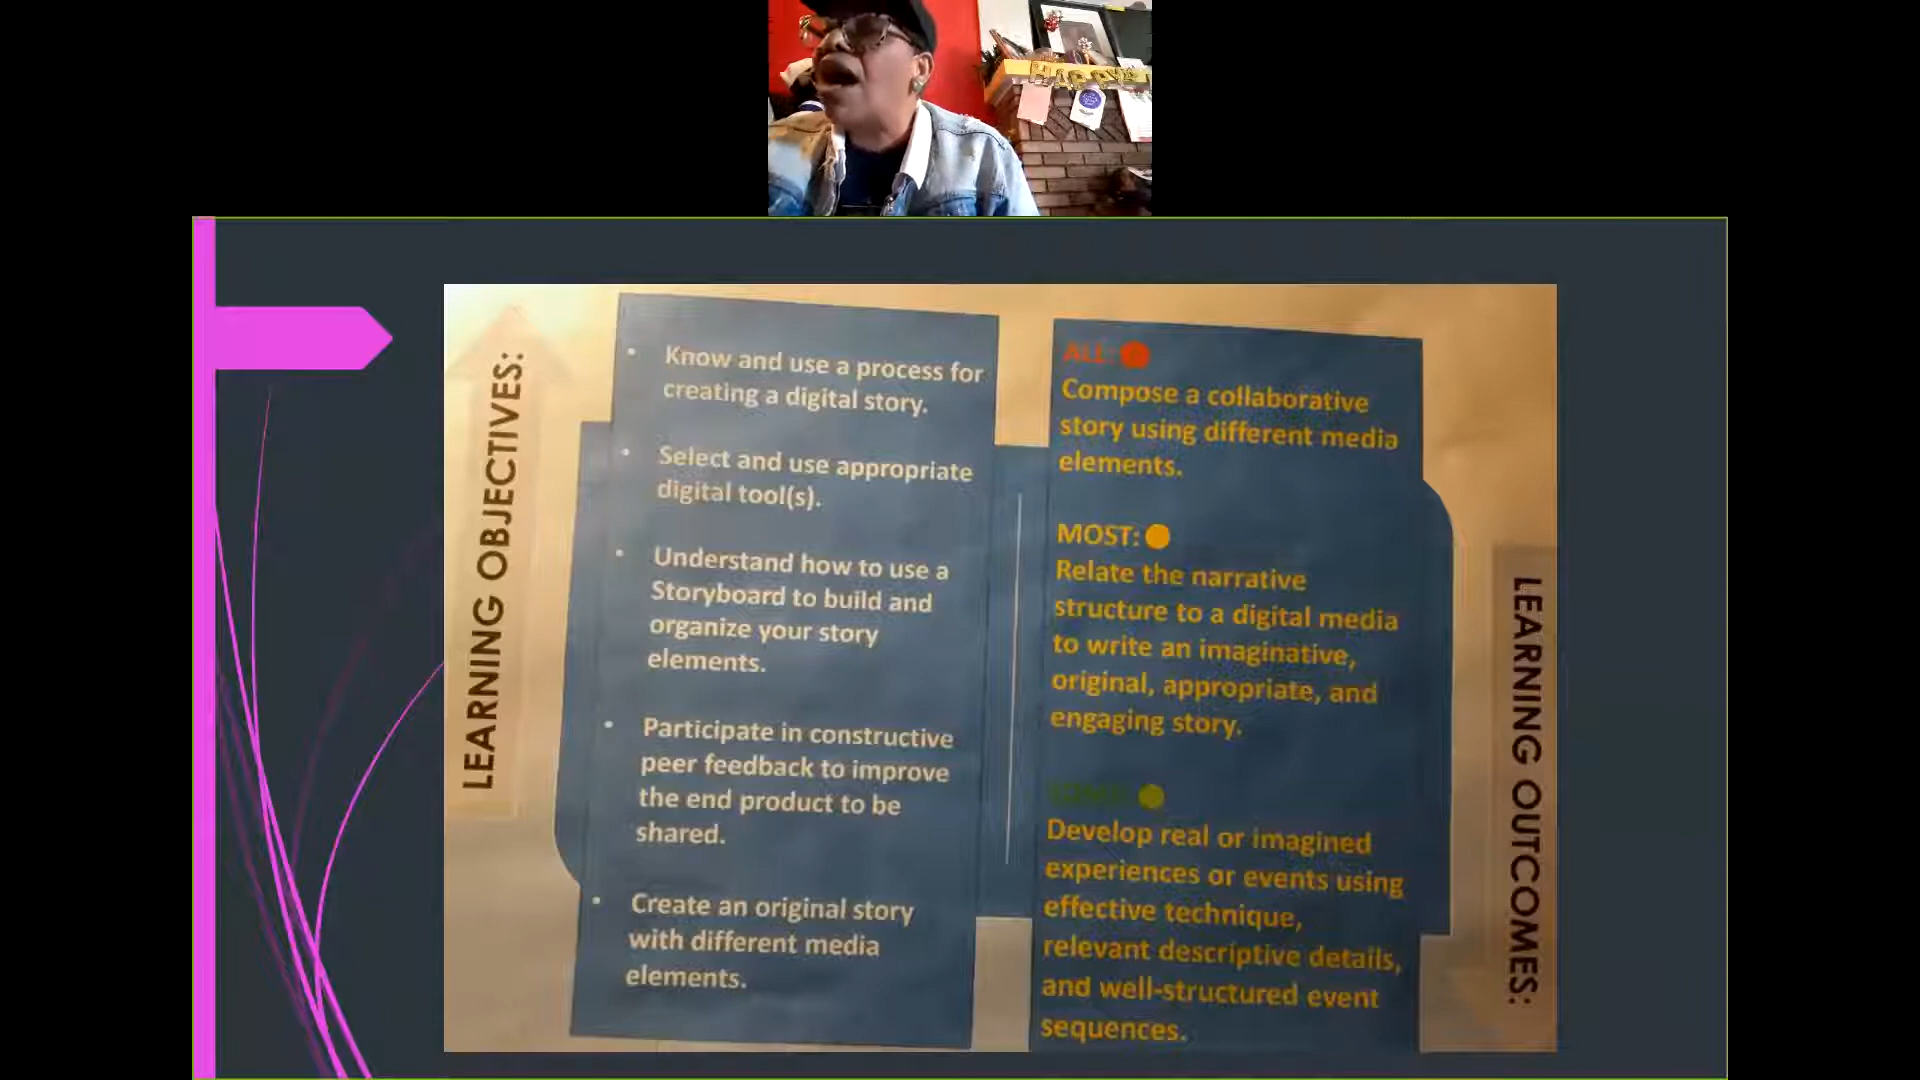 HAPPY
LEARNING OBJECTIVES:
• Know and use a process for
creating a digital story.
• Select and use appropriate
digital tool(s).
• Understand how to use a
Storyboard to build and
organize your story
elements.
• Participate in constructive
peer feedback to improve
the end product to be
shared.
• Create an original story
with different media
elements.
ALL:
Compose a collaborative
story using different media
elements.
MOST:
Relate the narrative
structure to a digital media
to write an imaginative,
original, appropriate, and
engaging story.
Develop real or imagined
experiences or events using
effective technique,
relevant descriptive details,
and well-structured event
sequences.
LEARNING OUTCOMES: